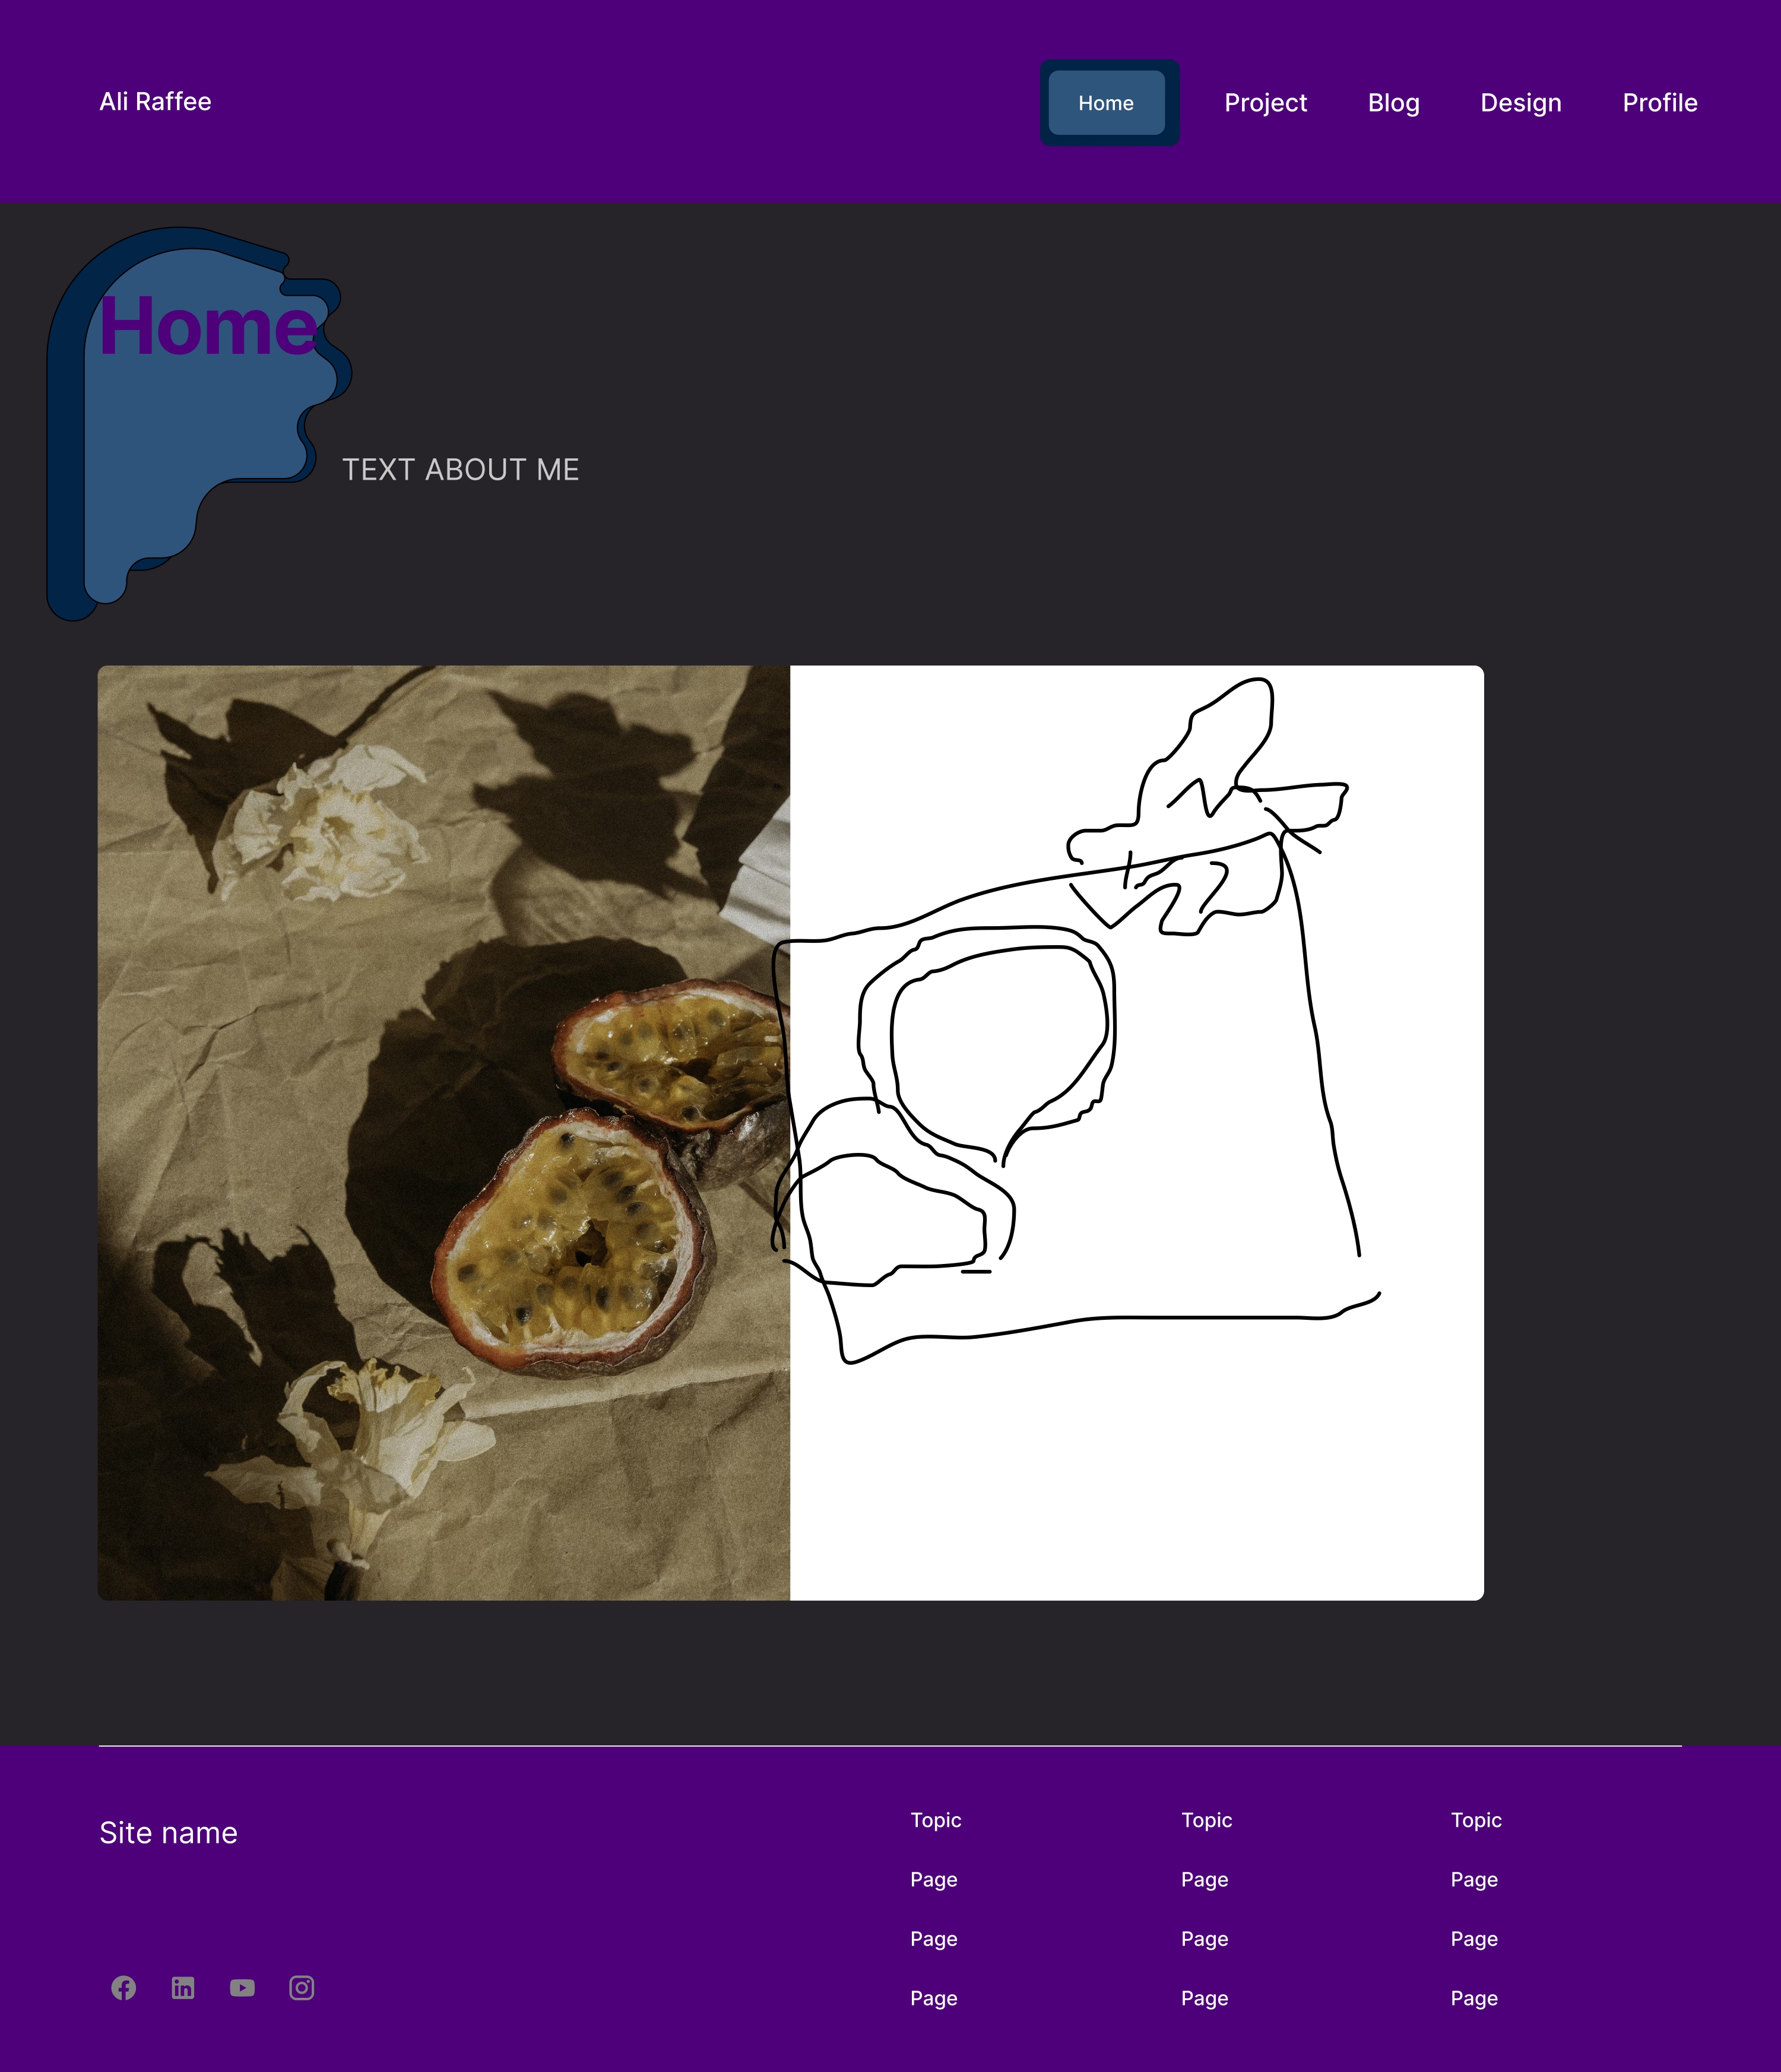 Ali Raffee
Home
Project
Blog
Design
Profile
Home
TEXT ABOUT ME
Site name
Topic
Page
Page
Page
Topic
Page
Page
Page
Topic
Page
Page
Page